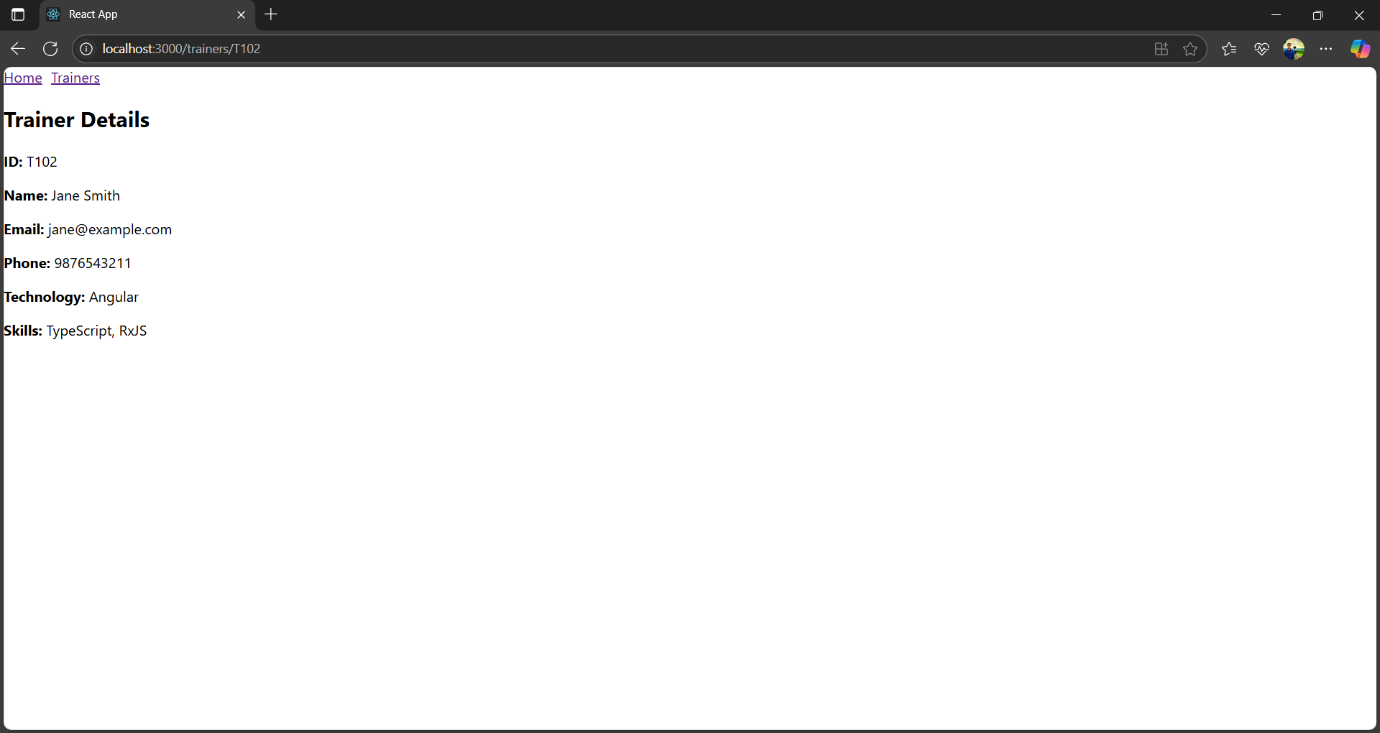 React App
localhost:3000/trainers/T102
Home Trainers
Trainer Details
ID: T102
Name: Jane Smith
Email: jane@example.com
Phone: 9876543211
Technology: Angular
Skills: TypeScript, RxJS